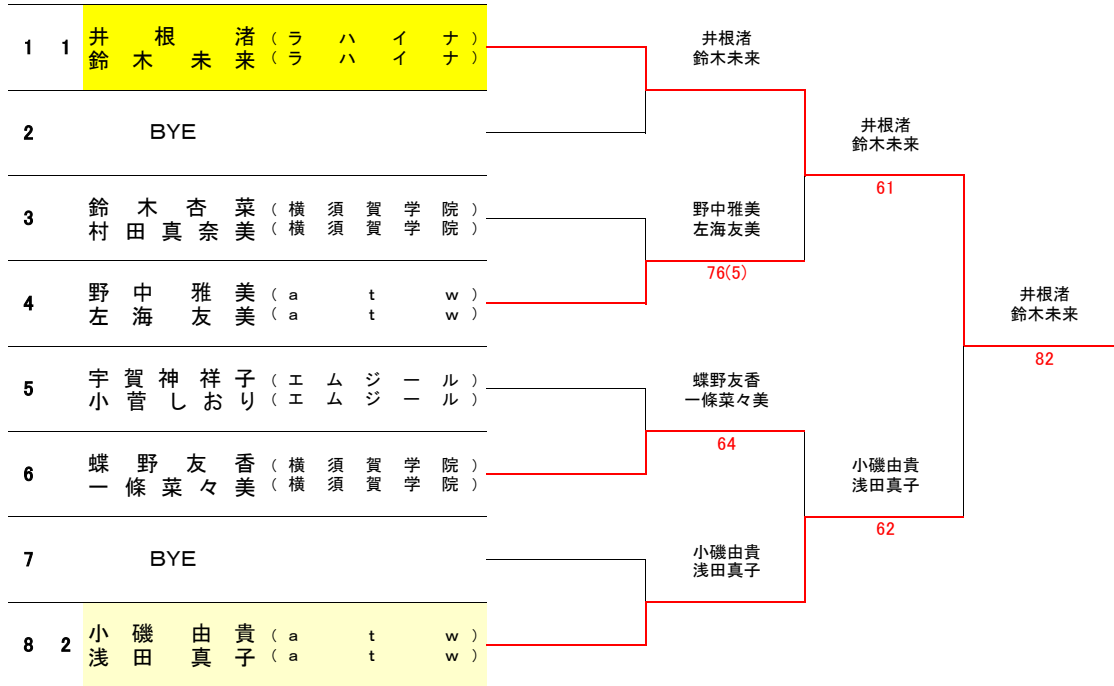 1 1 井根渚(ラハイナ)
鈴木未来(ラハイナ)
2 BYE
3 鈴木杏菜(横須賀学院)
村田真奈美(横須賀学院)
4 野中雅美(atw)
左海友美(atw)
5 宇賀神祥子(エムジール)
小菅しおり(エムジール)
6 蝶野友香(横須賀学院)
一條菜々美(横須賀学院)
7 BYE
8 2 小磯由貴(atw)
浅田真子(atw)
井根渚
鈴木未来
野中雅美
左海友美
76(5)
蝶野友香
一條菜々美
64
小磯由貴
浅田真子
井根渚
鈴木未来
61
小磯由貴
浅田真子
62
井根渚
鈴木未来
82